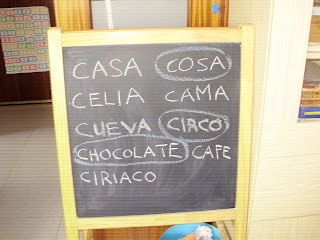 CASA COSA
CELIA CAMA
CUEVA CIRCO
CHOCOLATE CAFE
CIRIACO